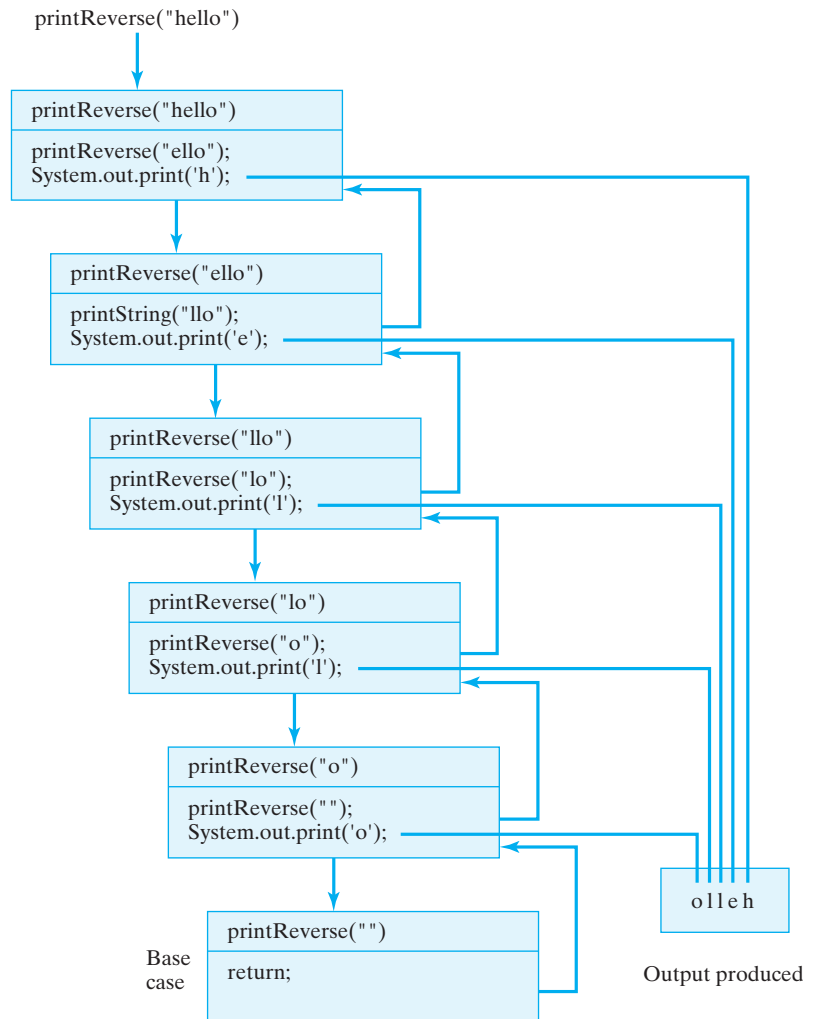 printReverse("hello")
printReverse("hello")
printReverse("ello");
System.out.print('h');
printReverse("ello")
printString("llo");
System.out.print('e');
printReverse("llo")
printReverse("lo");
System.out.print('l');
printReverse("lo")
printReverse("o");
System.out.print('l');
printReverse("o")
printReverse("");
System.out.print('o');
o l l e h
Output produced
printReverse("")
Base
case
return;